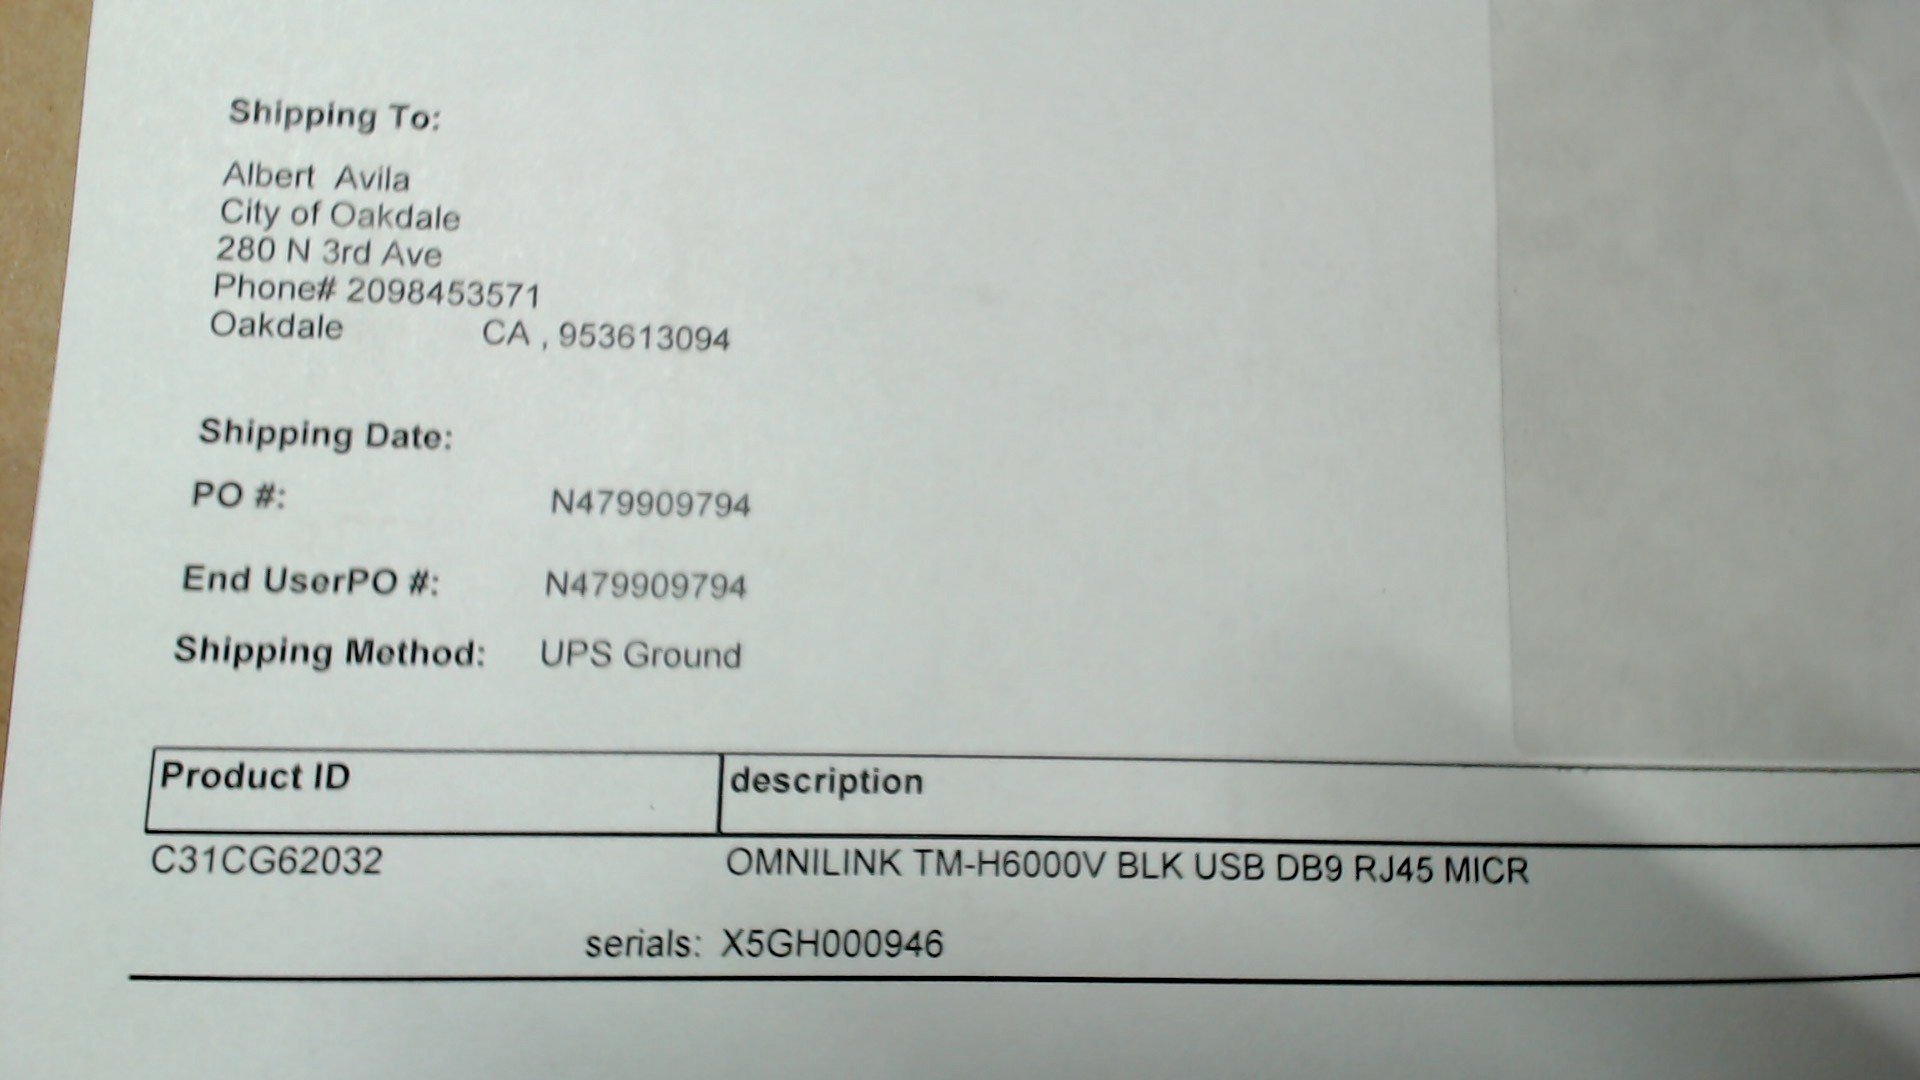 Shipping To:
Albert Avila
City of Oakdale
280 N 3rd Ave
Phone# 2098453571
Oakdale CA , 953613094
Shipping Date:
PO #: N479909794
End UserPO #: N479909794
Shipping Method: UPS Ground
Product ID description
C31CG62032 OMNILINK TM-H6000V BLK USB DB9 RJ45 MICR
serials: X5GH000946